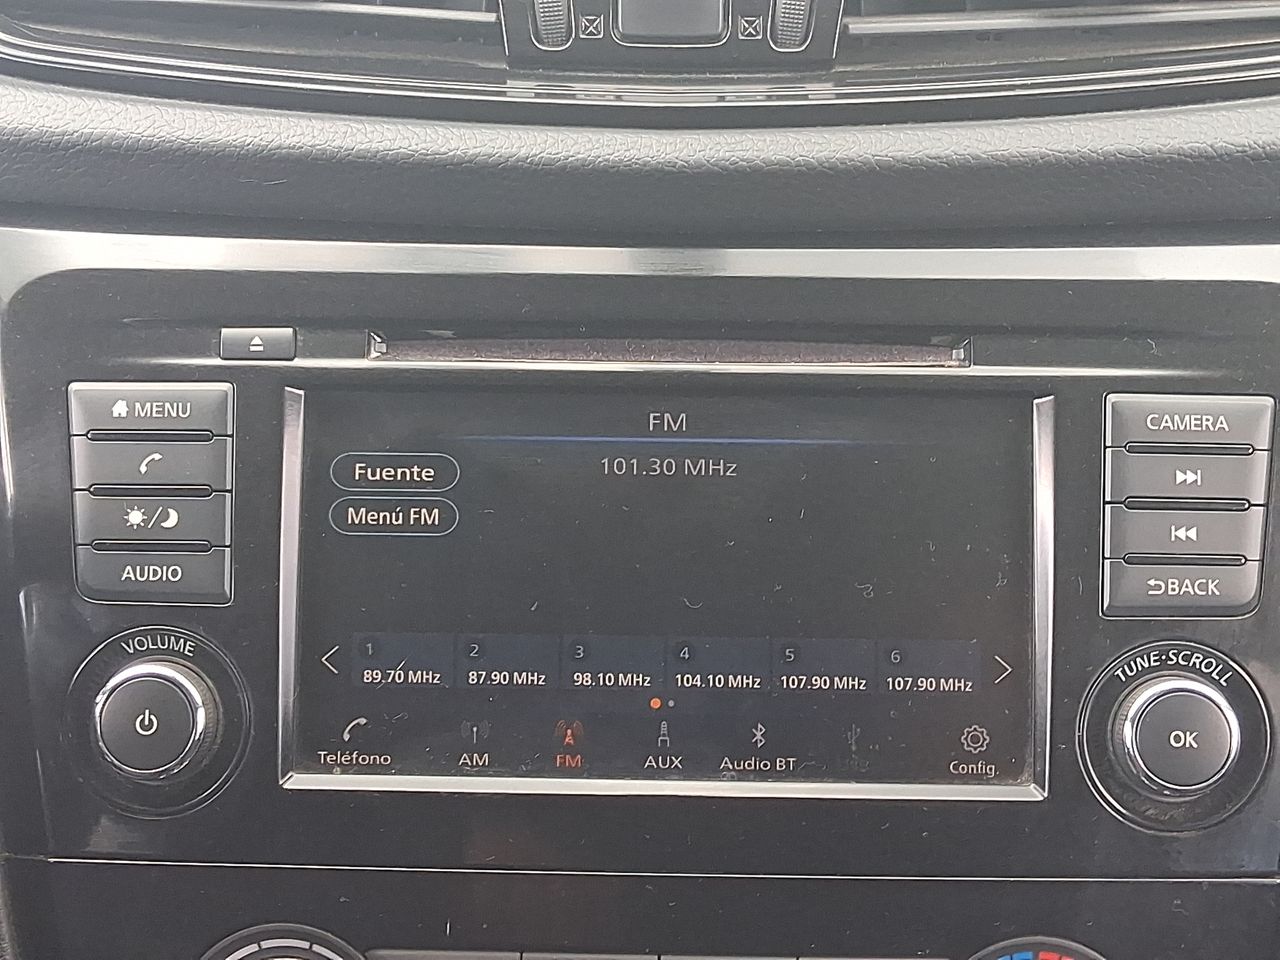 MENU
AUDIO
VOLUME
FM
101.30 MHz
Fuente
Menú FM
1 2 3 4 5 6
89.70 MHz 87.90 MHz 98.10 MHz 104.10 MHz 107.90 MHz 107.90 MHz
Teléfono AM FM AUX Audio BT Config.
CAMERA
BACK
TUNE·SCROLL
OK